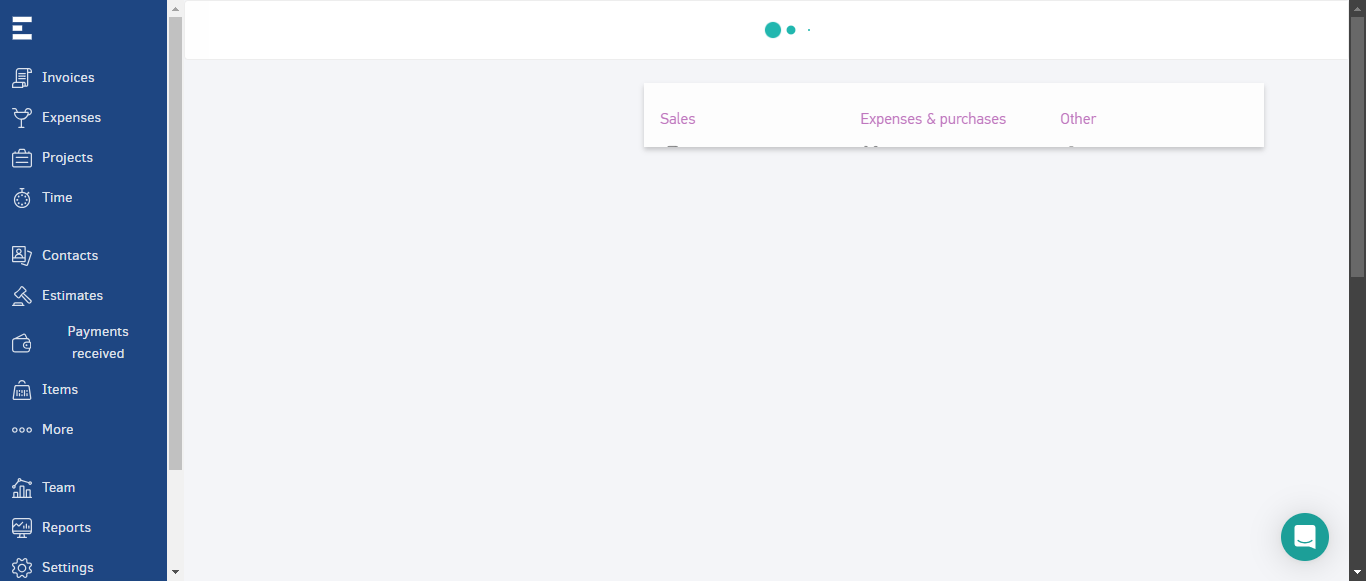 Invoices
Expenses
Projects
Time
Contacts
Estimates
Payments
received
Items
More
Team
Reports
Settings
Sales
Expenses & purchases
Other